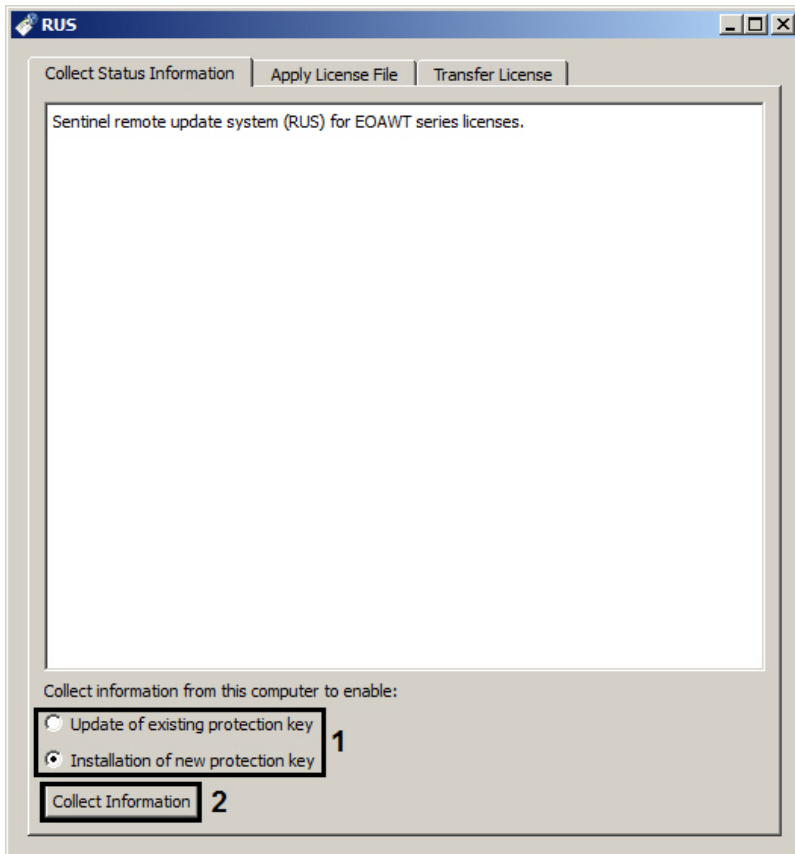 RUS
Collect Status Information
Apply License File
Transfer License
Sentinel remote update system (RUS) for EOAWT series licenses.
Collect information from this computer to enable:
Update of existing protection key
Installation of new protection key
1
Collect Information
2